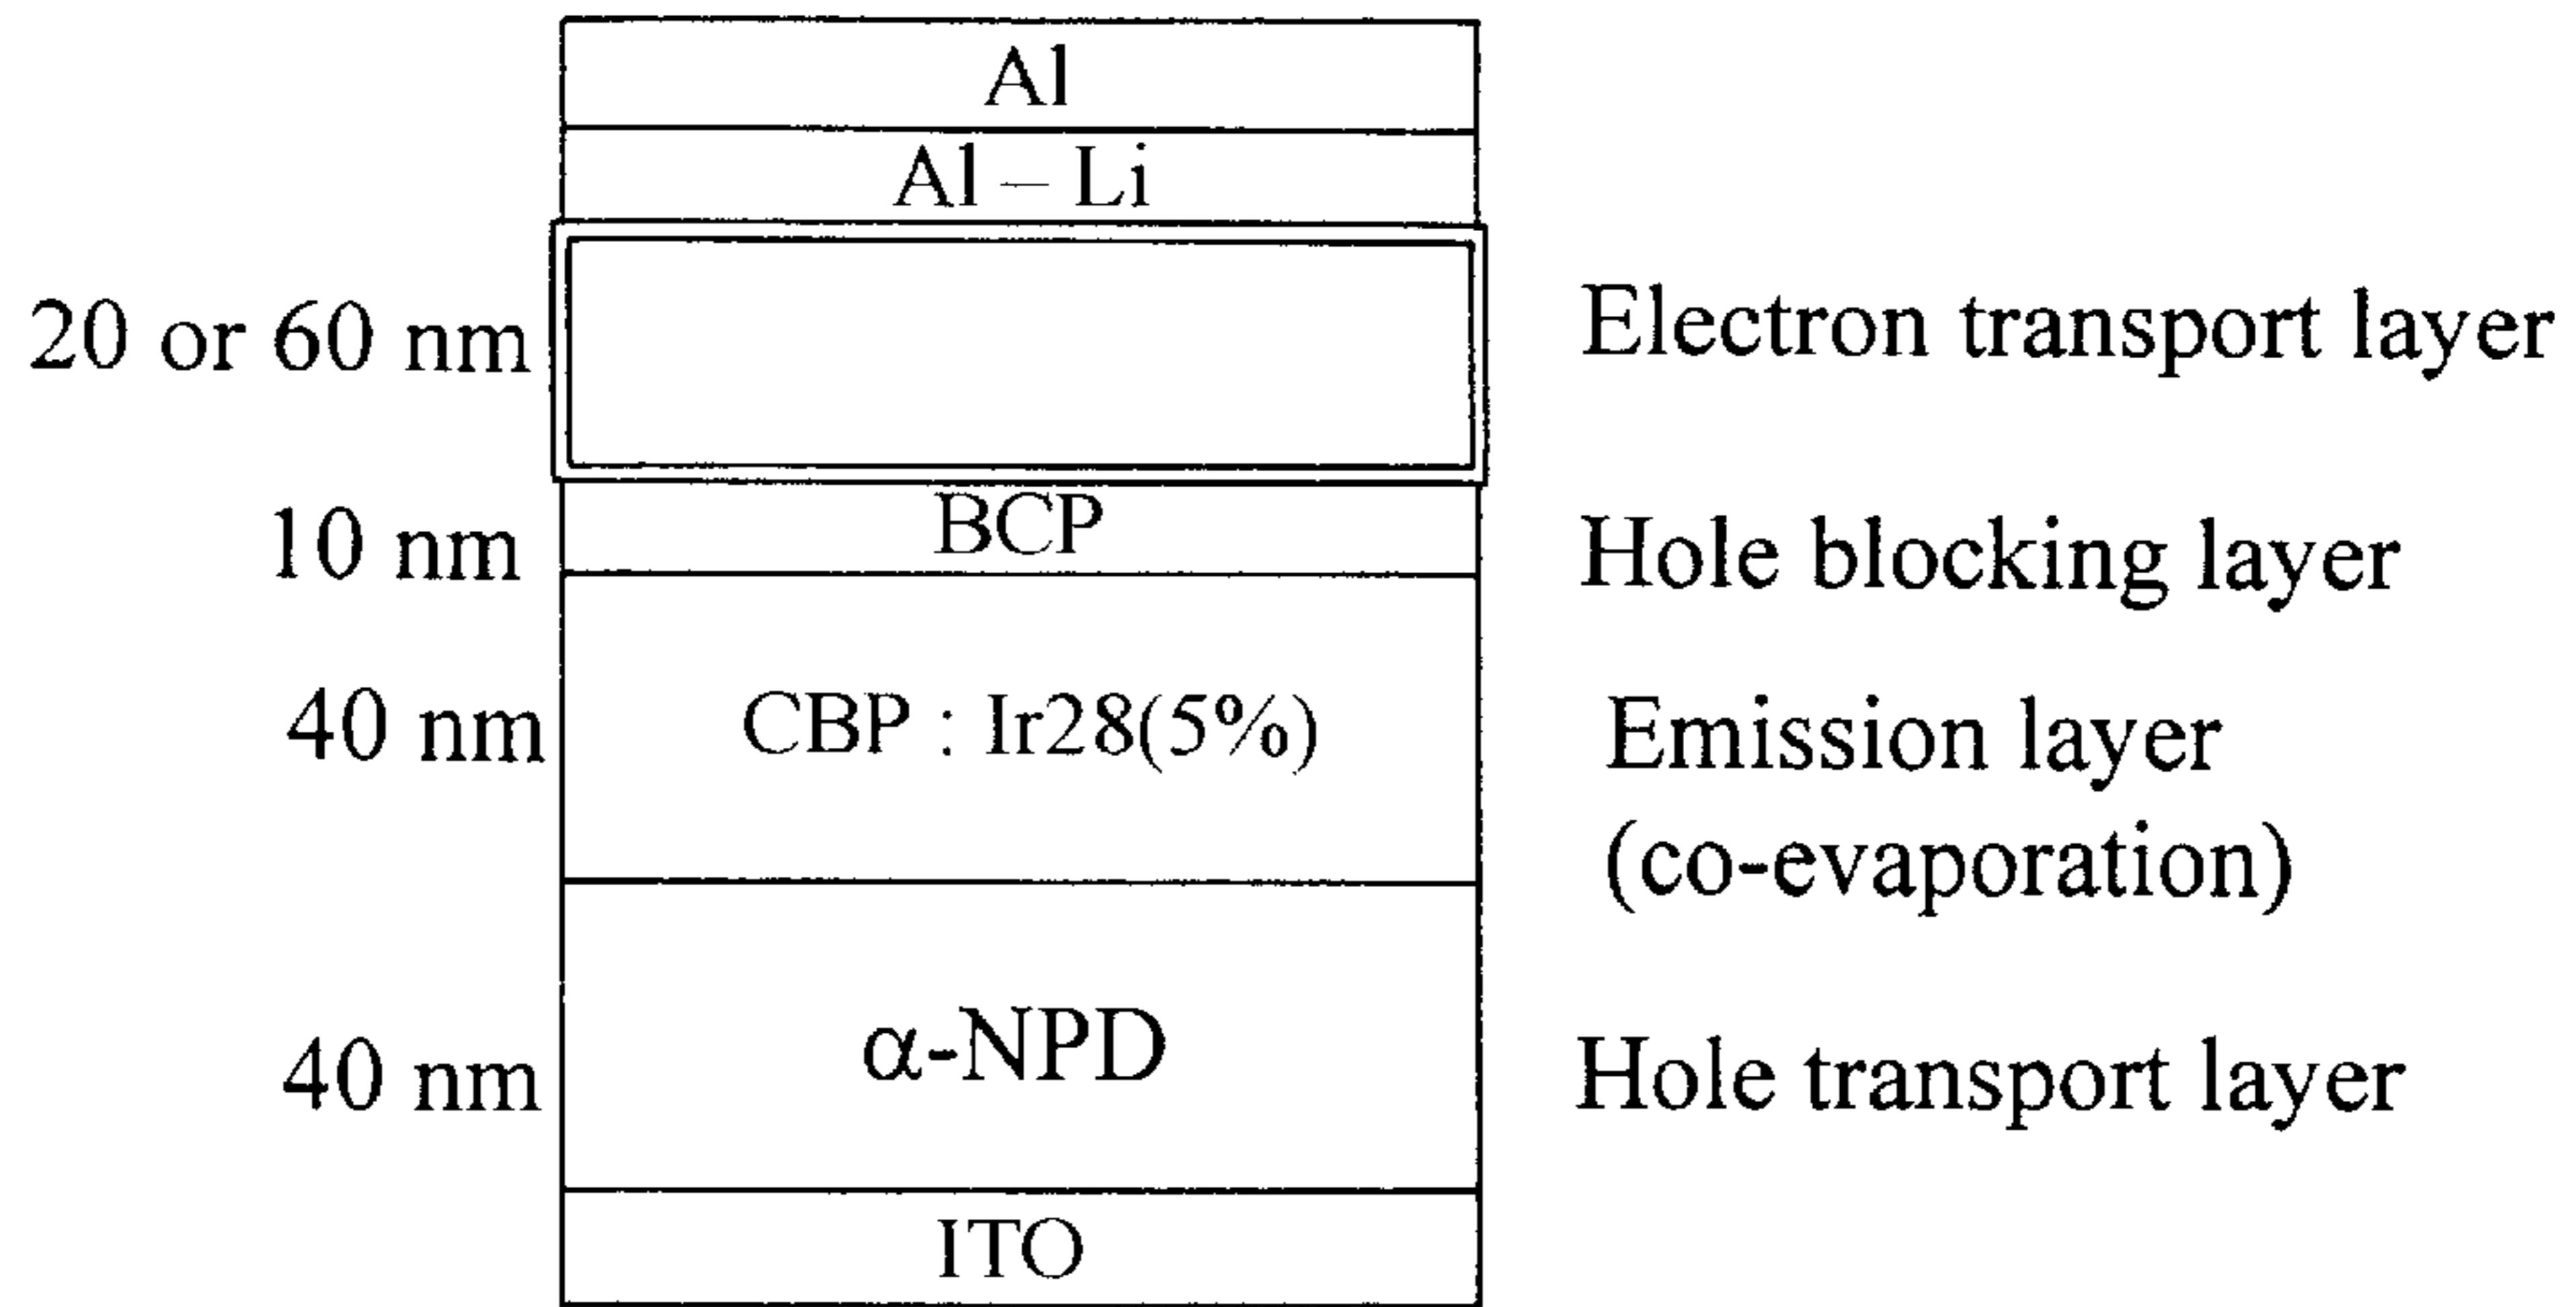 Al
Al – Li
20 or 60 nm
Electron transport layer
BCP
10 nm
Hole blocking layer
CBP : Ir28(5%)
40 nm
Emission layer
(co-evaporation)
α-NPD
40 nm
Hole transport layer
ITO